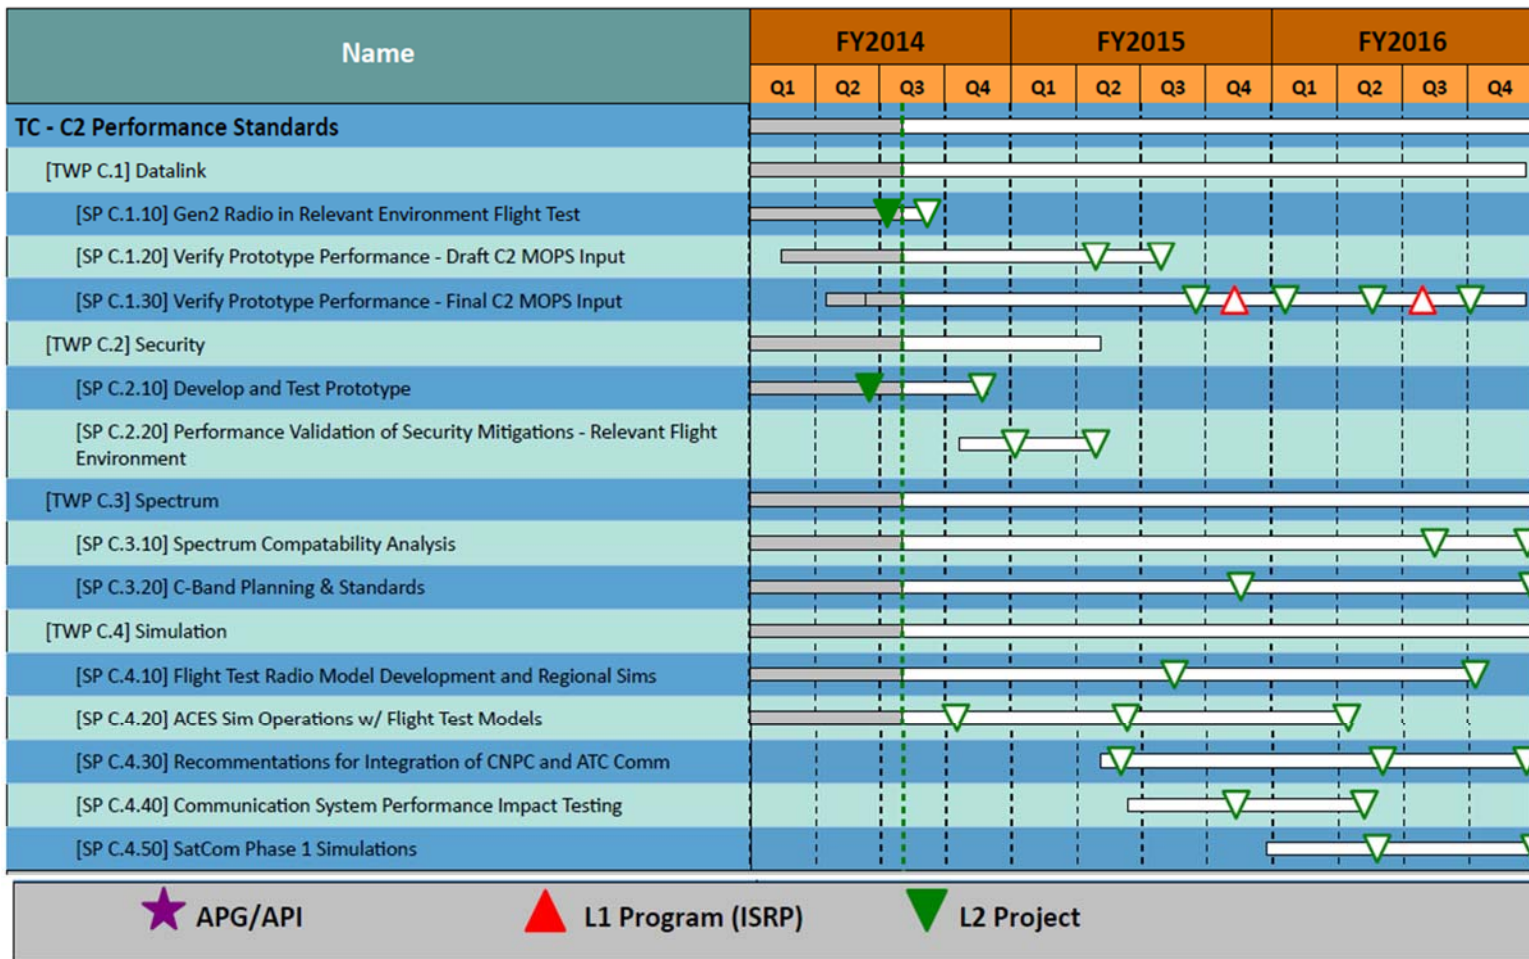 Name
FY2014 FY2015 FY2016
Q1 Q2 Q3 Q4 Q1 Q2 Q3 Q4 Q1 Q2 Q3 Q4
TC - C2 Performance Standards
[TWP C.1] Datalink
[SP C.1.10] Gen2 Radio in Relevant Environment Flight Test
[SP C.1.20] Verify Prototype Performance - Draft C2 MOPS Input
[SP C.1.30] Verify Prototype Performance - Final C2 MOPS Input
[TWP C.2] Security
[SP C.2.10] Develop and Test Prototype
[SP C.2.20] Performance Validation of Security Mitigations - Relevant Flight
Environment
[TWP C.3] Spectrum
[SP C.3.10] Spectrum Compatability Analysis
[SP C.3.20] C-Band Planning & Standards
[TWP C.4] Simulation
[SP C.4.10] Flight Test Radio Model Development and Regional Sims
[SP C.4.20] ACES Sim Operations w/ Flight Test Models
[SP C.4.30] Recommentations for Integration of CNPC and ATC Comm
[SP C.4.40] Communication System Performance Impact Testing
[SP C.4.50] SatCom Phase 1 Simulations
APG/API L1 Program (ISRP) L2 Project